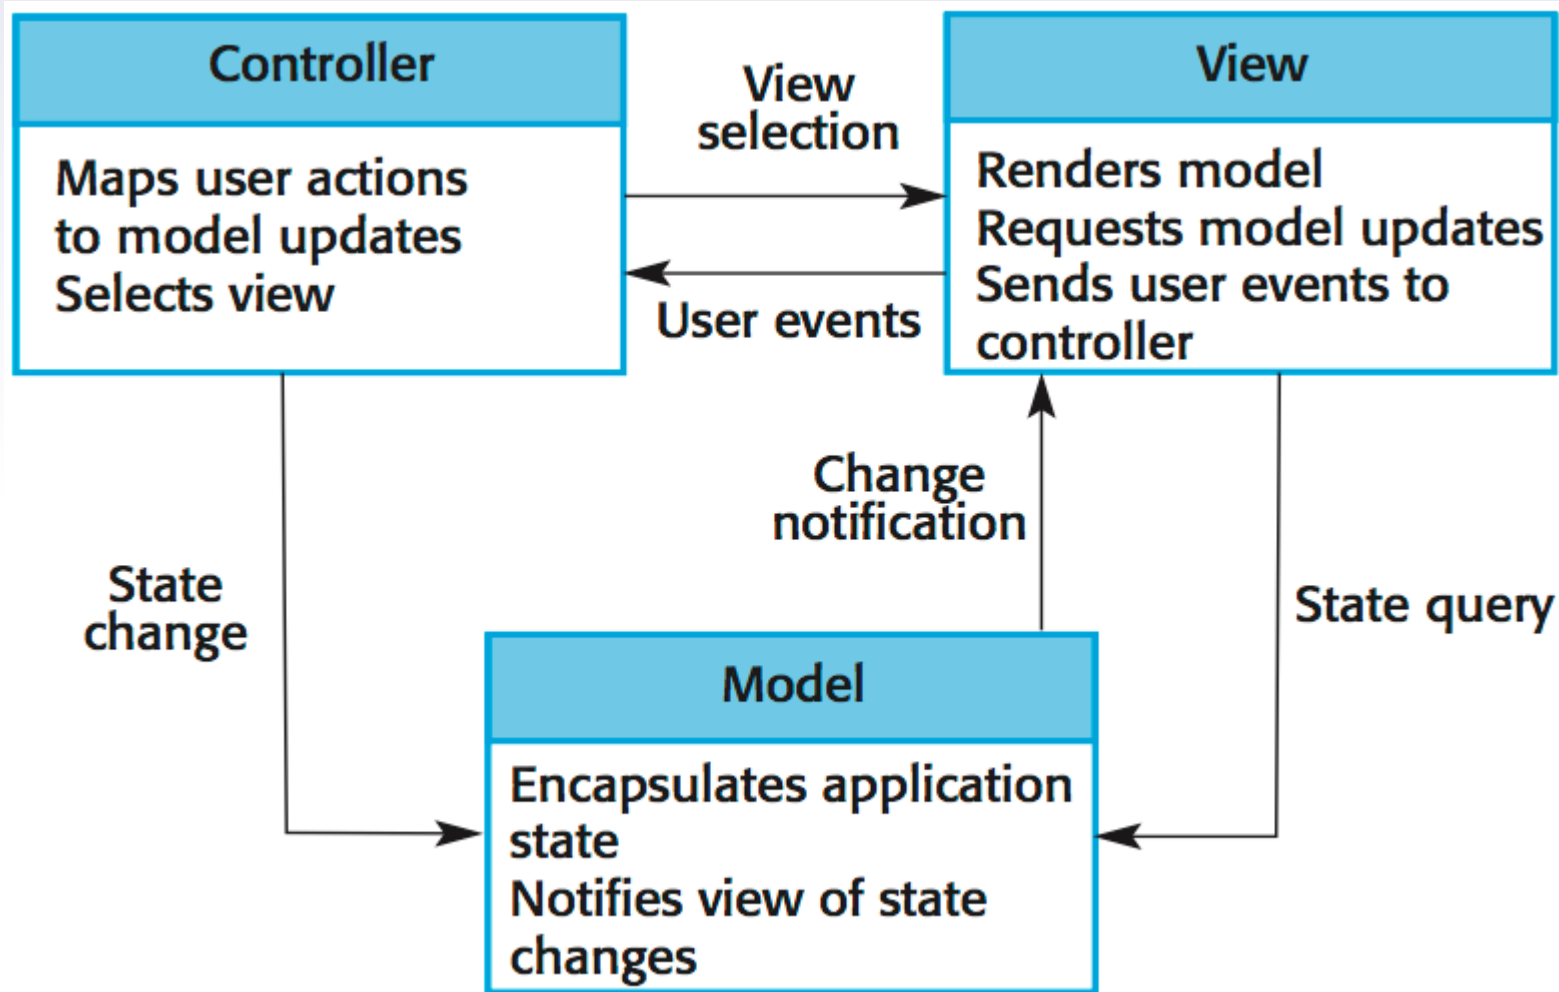 Controller
Maps user actions
to model updates
Selects view
View
selection
User events
View
Renders model
Requests model updates
Sends user events to
controller
State
change
Change
notification
State query
Model
Encapsulates application
state
Notifies view of state
changes